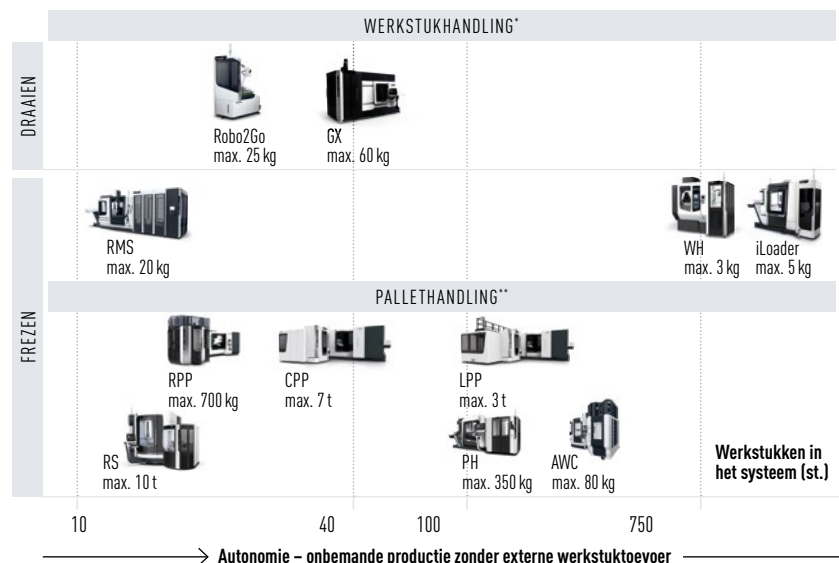 WERKSTUKHANDLING*
DRAAIEN
Robo2Go
max. 25 kg
GX
max. 60 kg
FREZEN
RMS
max. 20 kg
WH
max. 3 kg
iLoader
max. 5 kg
PALLETHANDLING**
RPP
max. 700 kg
CPP
max. 7 t
LPP
max. 3 t
RS
max. 10 t
PH
max. 350 kg
AWC
max. 80 kg
Werkstukken in
het systeem (st.)
10 40 100 750
Autonomie – onbemande productie zonder externe werkstuktoevoer